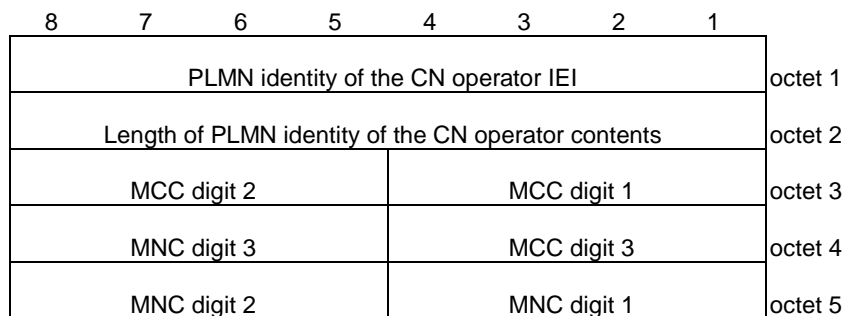 8 7 6 5 4 3 2 1
PLMN identity of the CN operator IEI octet 1
Length of PLMN identity of the CN operator contents octet 2
MCC digit 2 MCC digit 1 octet 3
MNC digit 3 MCC digit 3 octet 4
MNC digit 2 MNC digit 1 octet 5